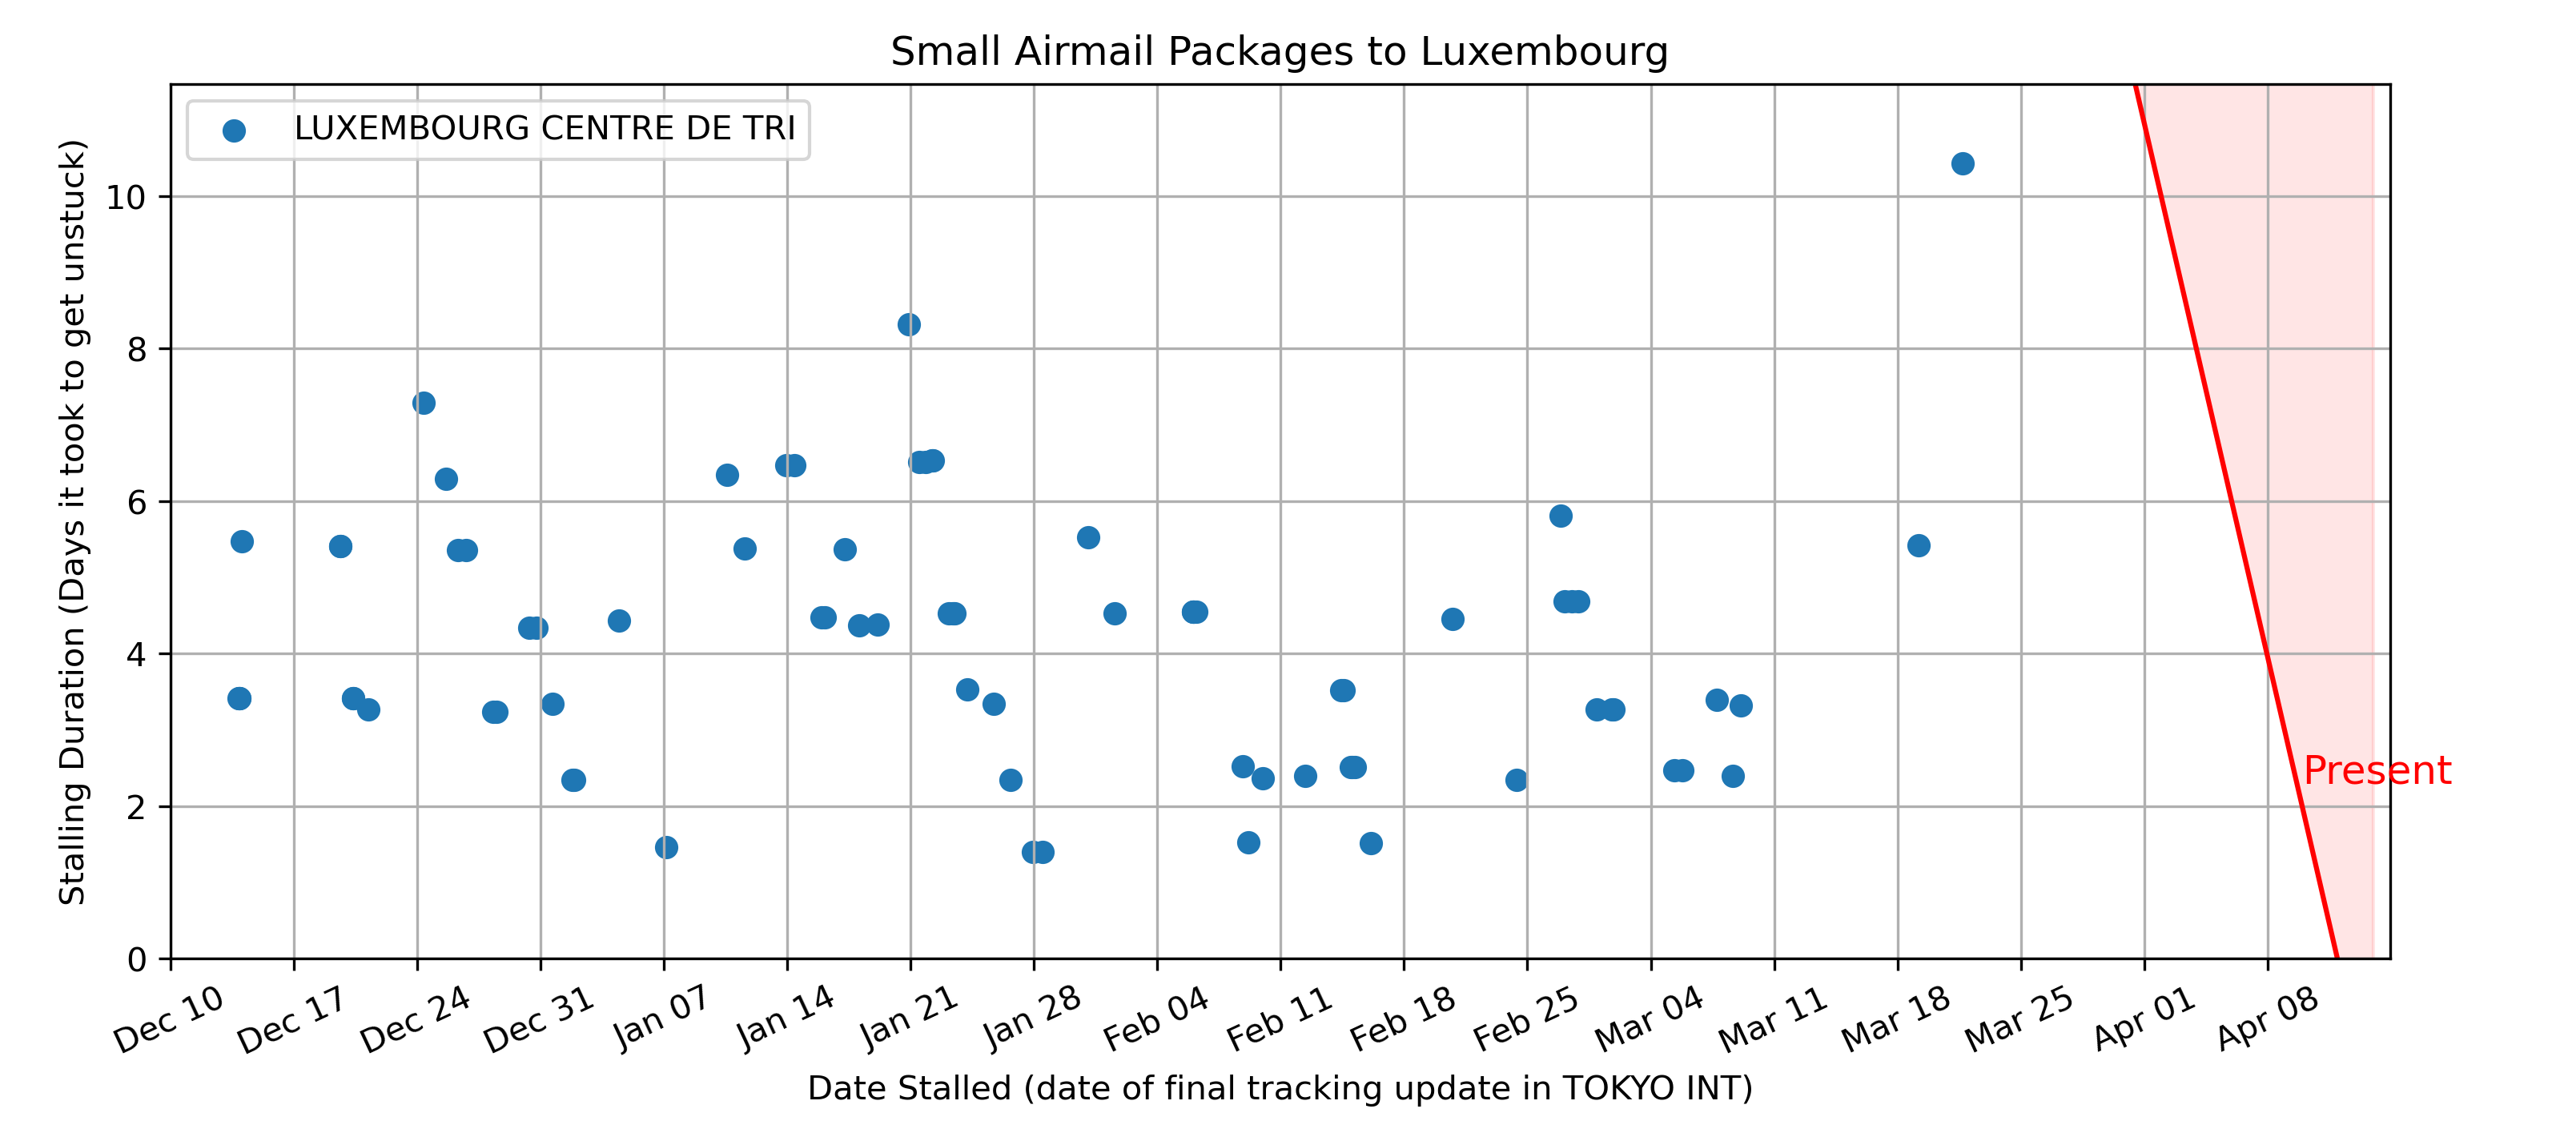 Small Airmail Packages to Luxembourg
LUXEMBOURG CENTRE DE TRI
Stalling Duration (Days it took to get unstuck)
10
8
6
4
2
0
Present
Dec 10
Dec 17
Dec 24
Dec 31
Jan 07
Jan 14
Jan 21
Jan 28
Feb 04
Feb 11
Feb 18
Feb 25
Mar 04
Mar 11
Mar 18
Mar 25
Apr 01
Apr 08
Date Stalled (date of final tracking update in TOKYO INT)